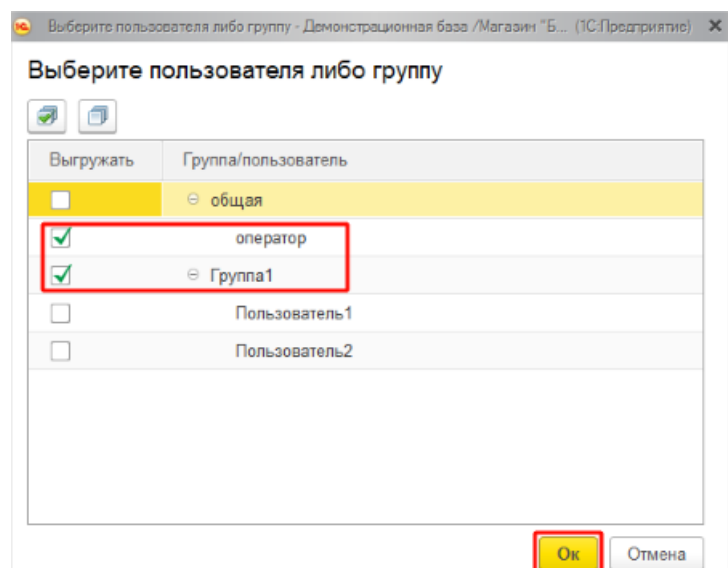 Выберите пользователя либо группу - Демонстрационная база /Магазин "Б... (1С:Предприятие)
Выберите пользователя либо группу
Выгружать Группа/пользователь
общая
оператор
Группа1
Пользователь1
Пользователь2
Ок Отмена